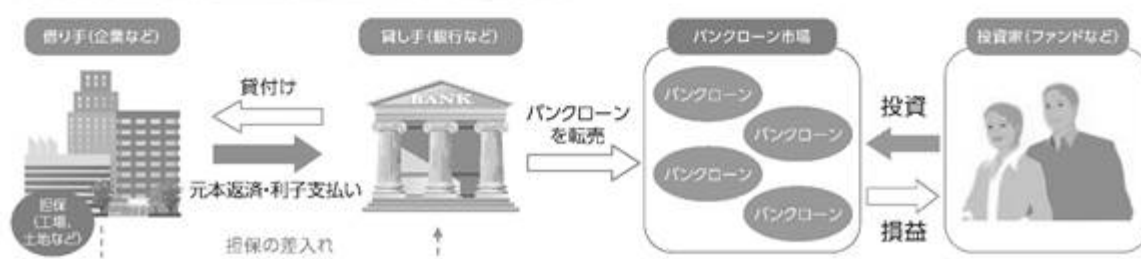 借り手(企業など)
貸し手(銀行など)
バンクローン市場
投資家(ファンドなど)
貸付け
元本返済・利子支払い
担保
(工場、
土地など)
担保の差入れ
BANK
バンクローン
を転売
バンクローン
バンクローン
バンクローン
バンクローン
投資
損益